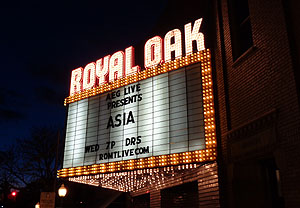 ROYAL OAK
AEG LIVE
PRESENTS
ASIA
WED 7P DRS
ROMTLIVE.COM